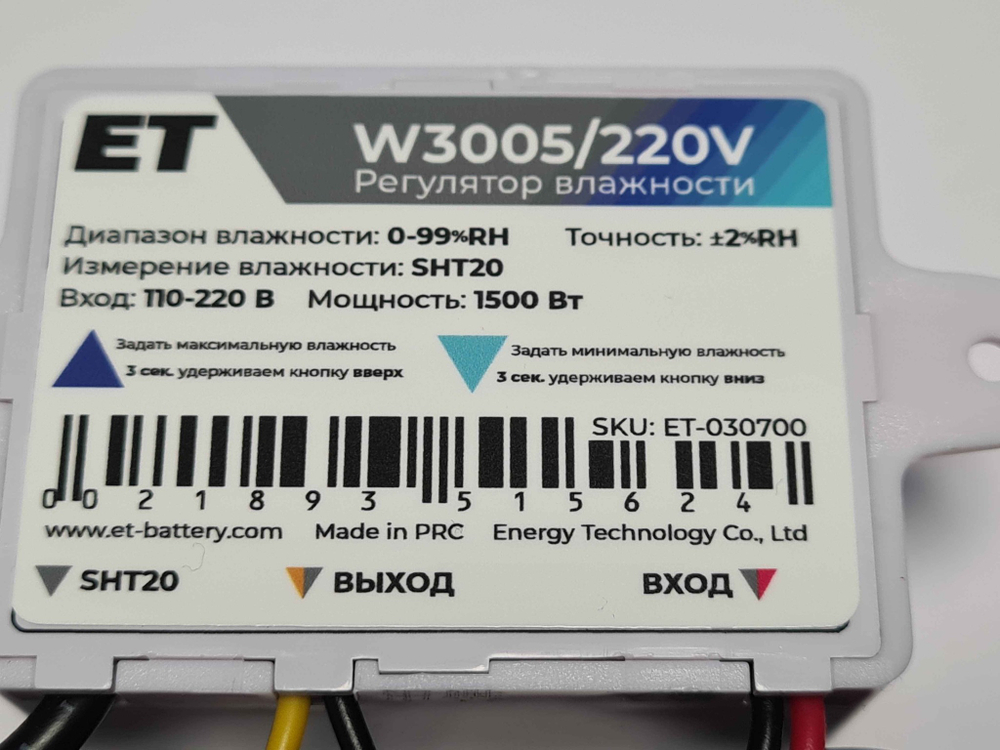 ET
W3005/220V
Регулятор влажности
Диапазон влажности: 0-99%RH Точность: ±2%RH
Измерение влажности: SHT20
Вход: 110-220 В Мощность: 1500 Вт
Задать максимальную влажность
3 сек. удерживаем кнопку вверх
Задать минимальную влажность
3 сек. удерживаем кнопку вниз
SKU: ET-030700
0 0 2 1 8 9 3 5 1 5 6 2 4
www.et-battery.com Made in PRC Energy Technology Co., Ltd
SHT20 ВЫХОД ВХОД